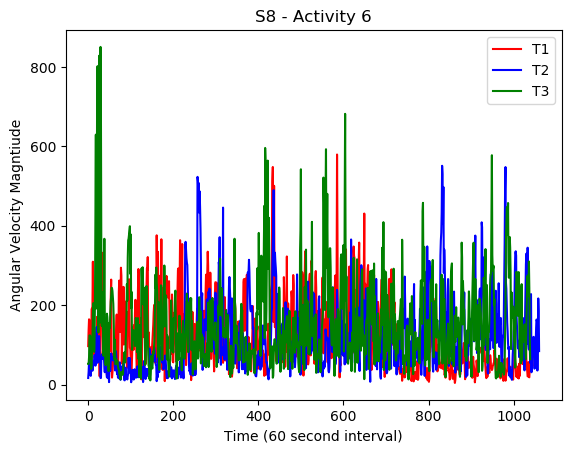 S8 - Activity 6
T1
T2
T3
Angular Velocity Magntiude
800
600
400
200
0
0 200 400 600 800 1000
Time (60 second interval)